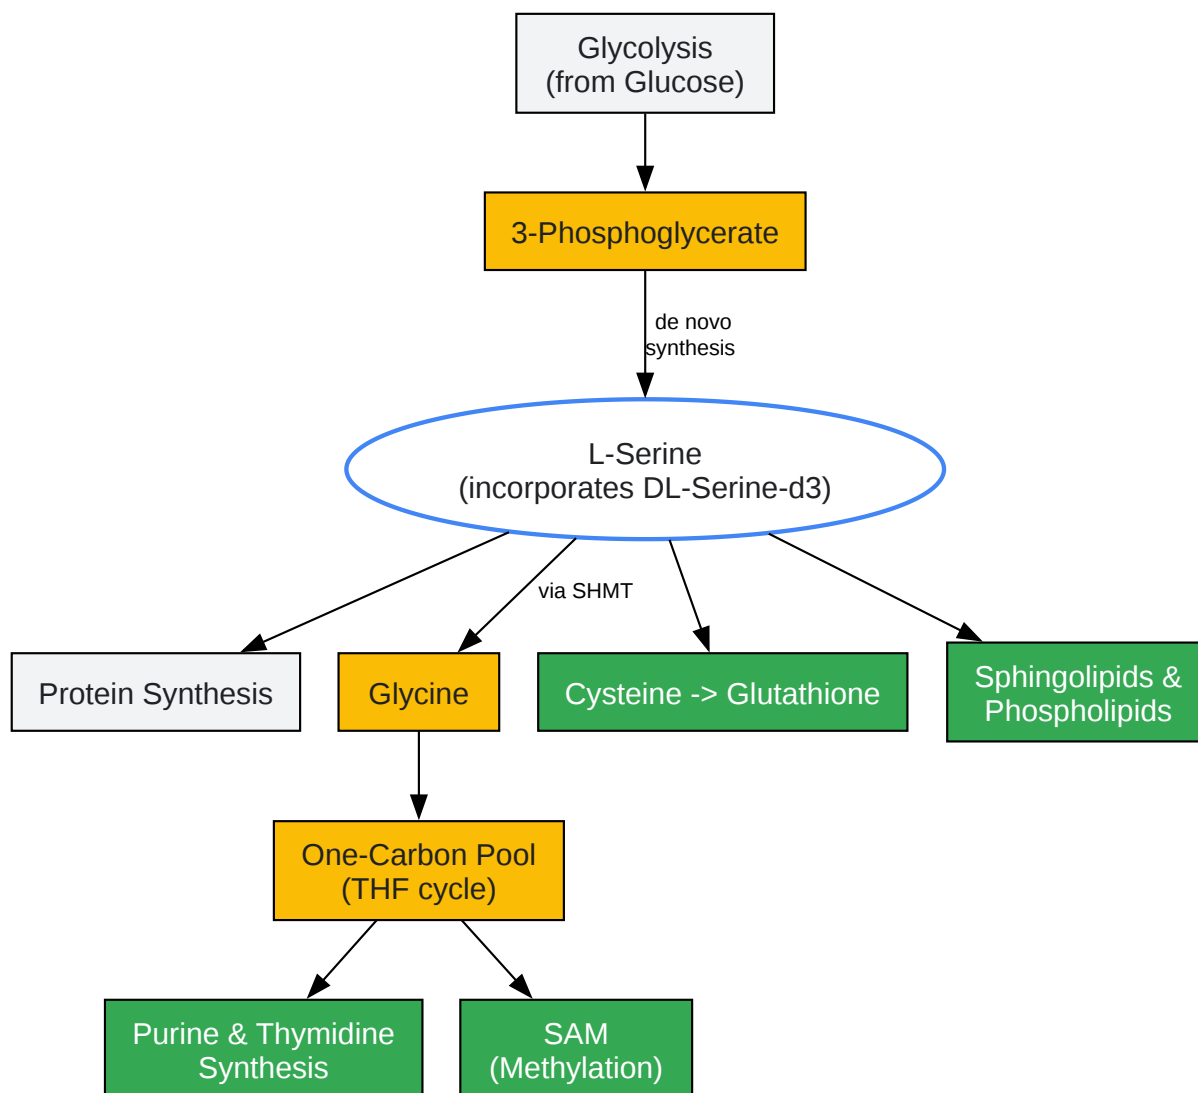 Glycolysis
(from Glucose)
3-Phosphoglycerate
de novo
synthesis
L-Serine
(incorporates DL-Serine-d3)
via SHMT
Protein Synthesis
Glycine
Cysteine -> Glutathione
Sphingolipids &
Phospholipids
One-Carbon Pool
(THF cycle)
Purine & Thymidine
Synthesis
SAM
(Methylation)